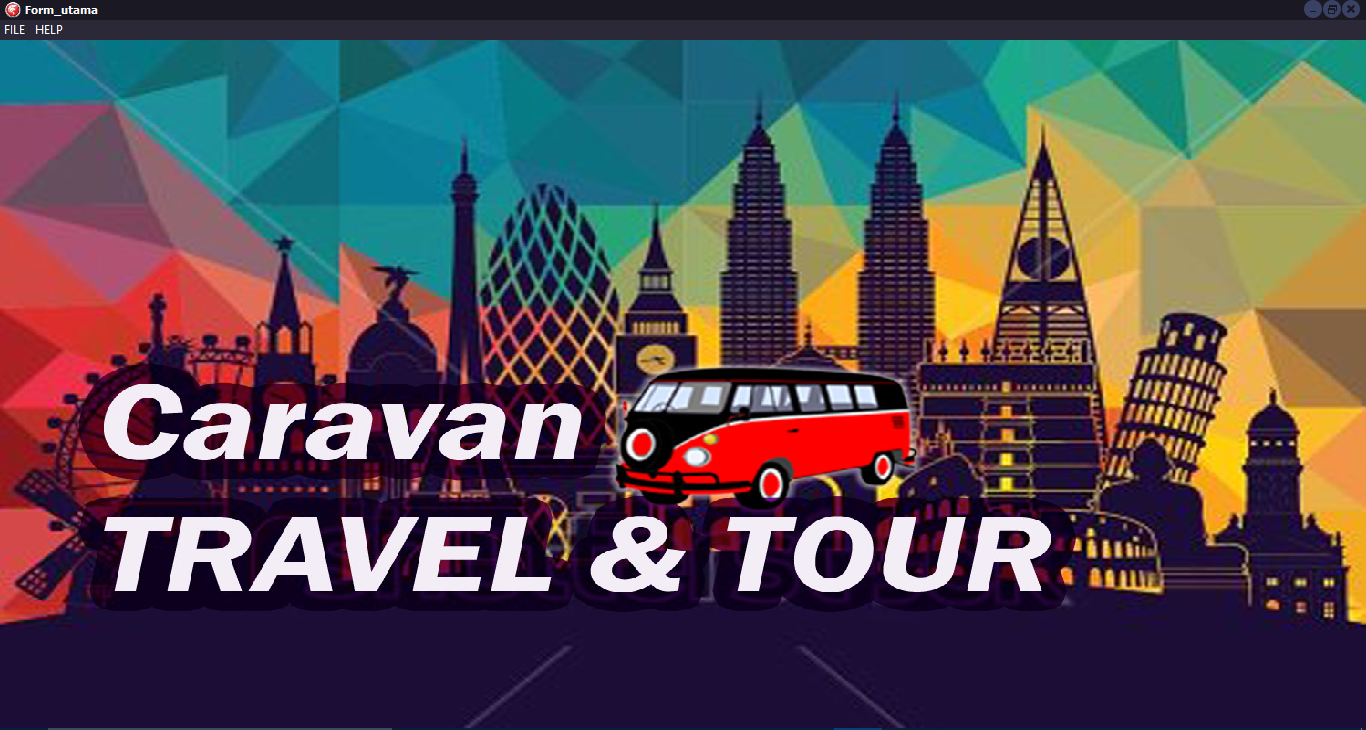 Form_utama
FILE HELP
Caravan
TRAVEL & TOUR